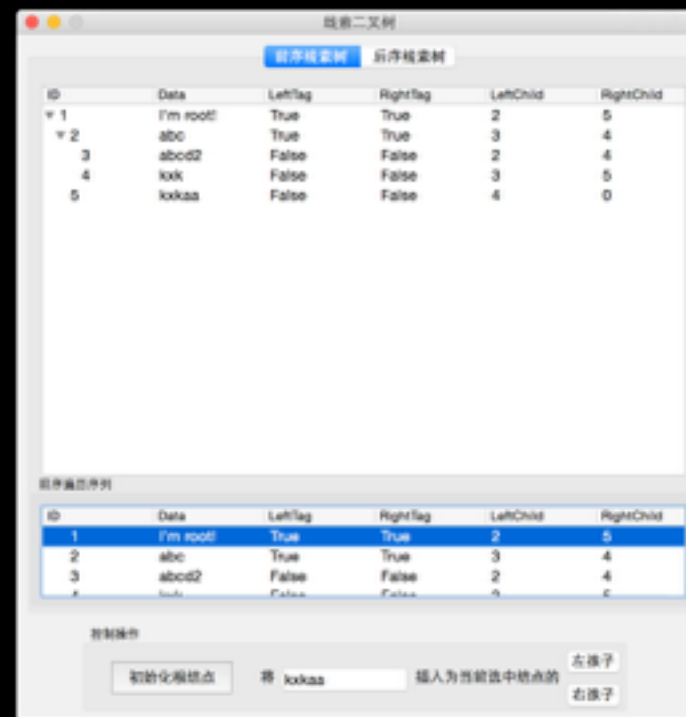 线索二叉树
前序线索树 后序线索树
ID Data LeftTag RightTag LeftChild RightChild
1 I'm root! True True 2 5
2 abc True True 3 4
3 abcd2 False False 2 4
4 kxk False False 3 5
5 kxkaa False False 4 0
前序遍历序列
ID Data LeftTag RightTag LeftChild RightChild
1 I'm root! True True 2 5
2 abc True True 3 4
3 abcd2 False False 2 4
控制操作
左孩子
初始化根结点 将 kxkaa 插入为当前选中结点的
右孩子